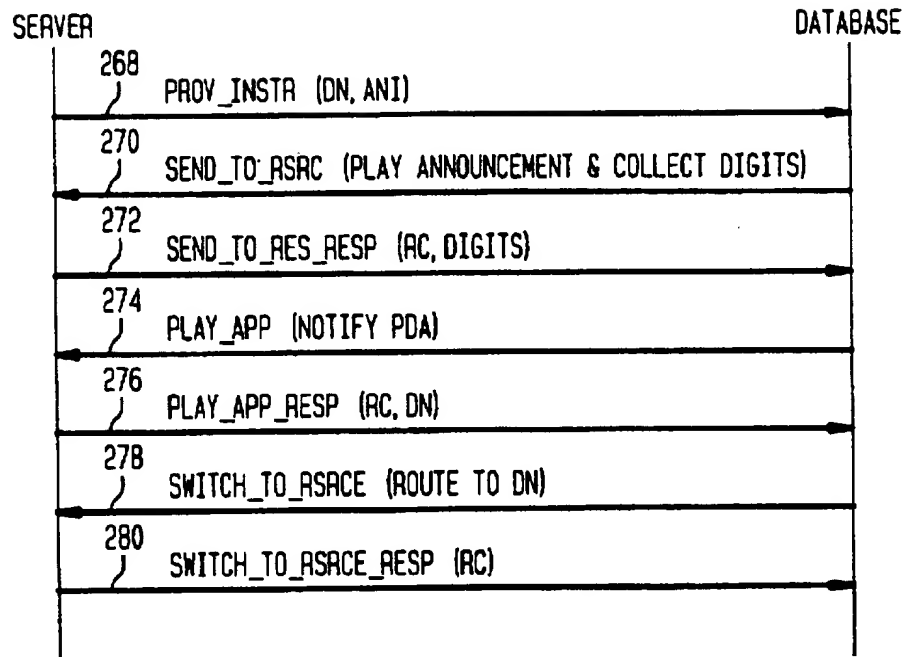 SERVER
DATABASE
268
PROV_INSTR (DN, ANI)
270
SEND_TO_RSRC (PLAY ANNOUNCEMENT & COLLECT DIGITS)
272
SEND_TO_RES_RESP (RC, DIGITS)
274
PLAY_APP (NOTIFY PDA)
276
PLAY_APP_RESP (RC, DN)
278
SWITCH_TO_RSRCE (ROUTE TO DN)
280
SWITCH_TO_RSRCE_RESP (RC)